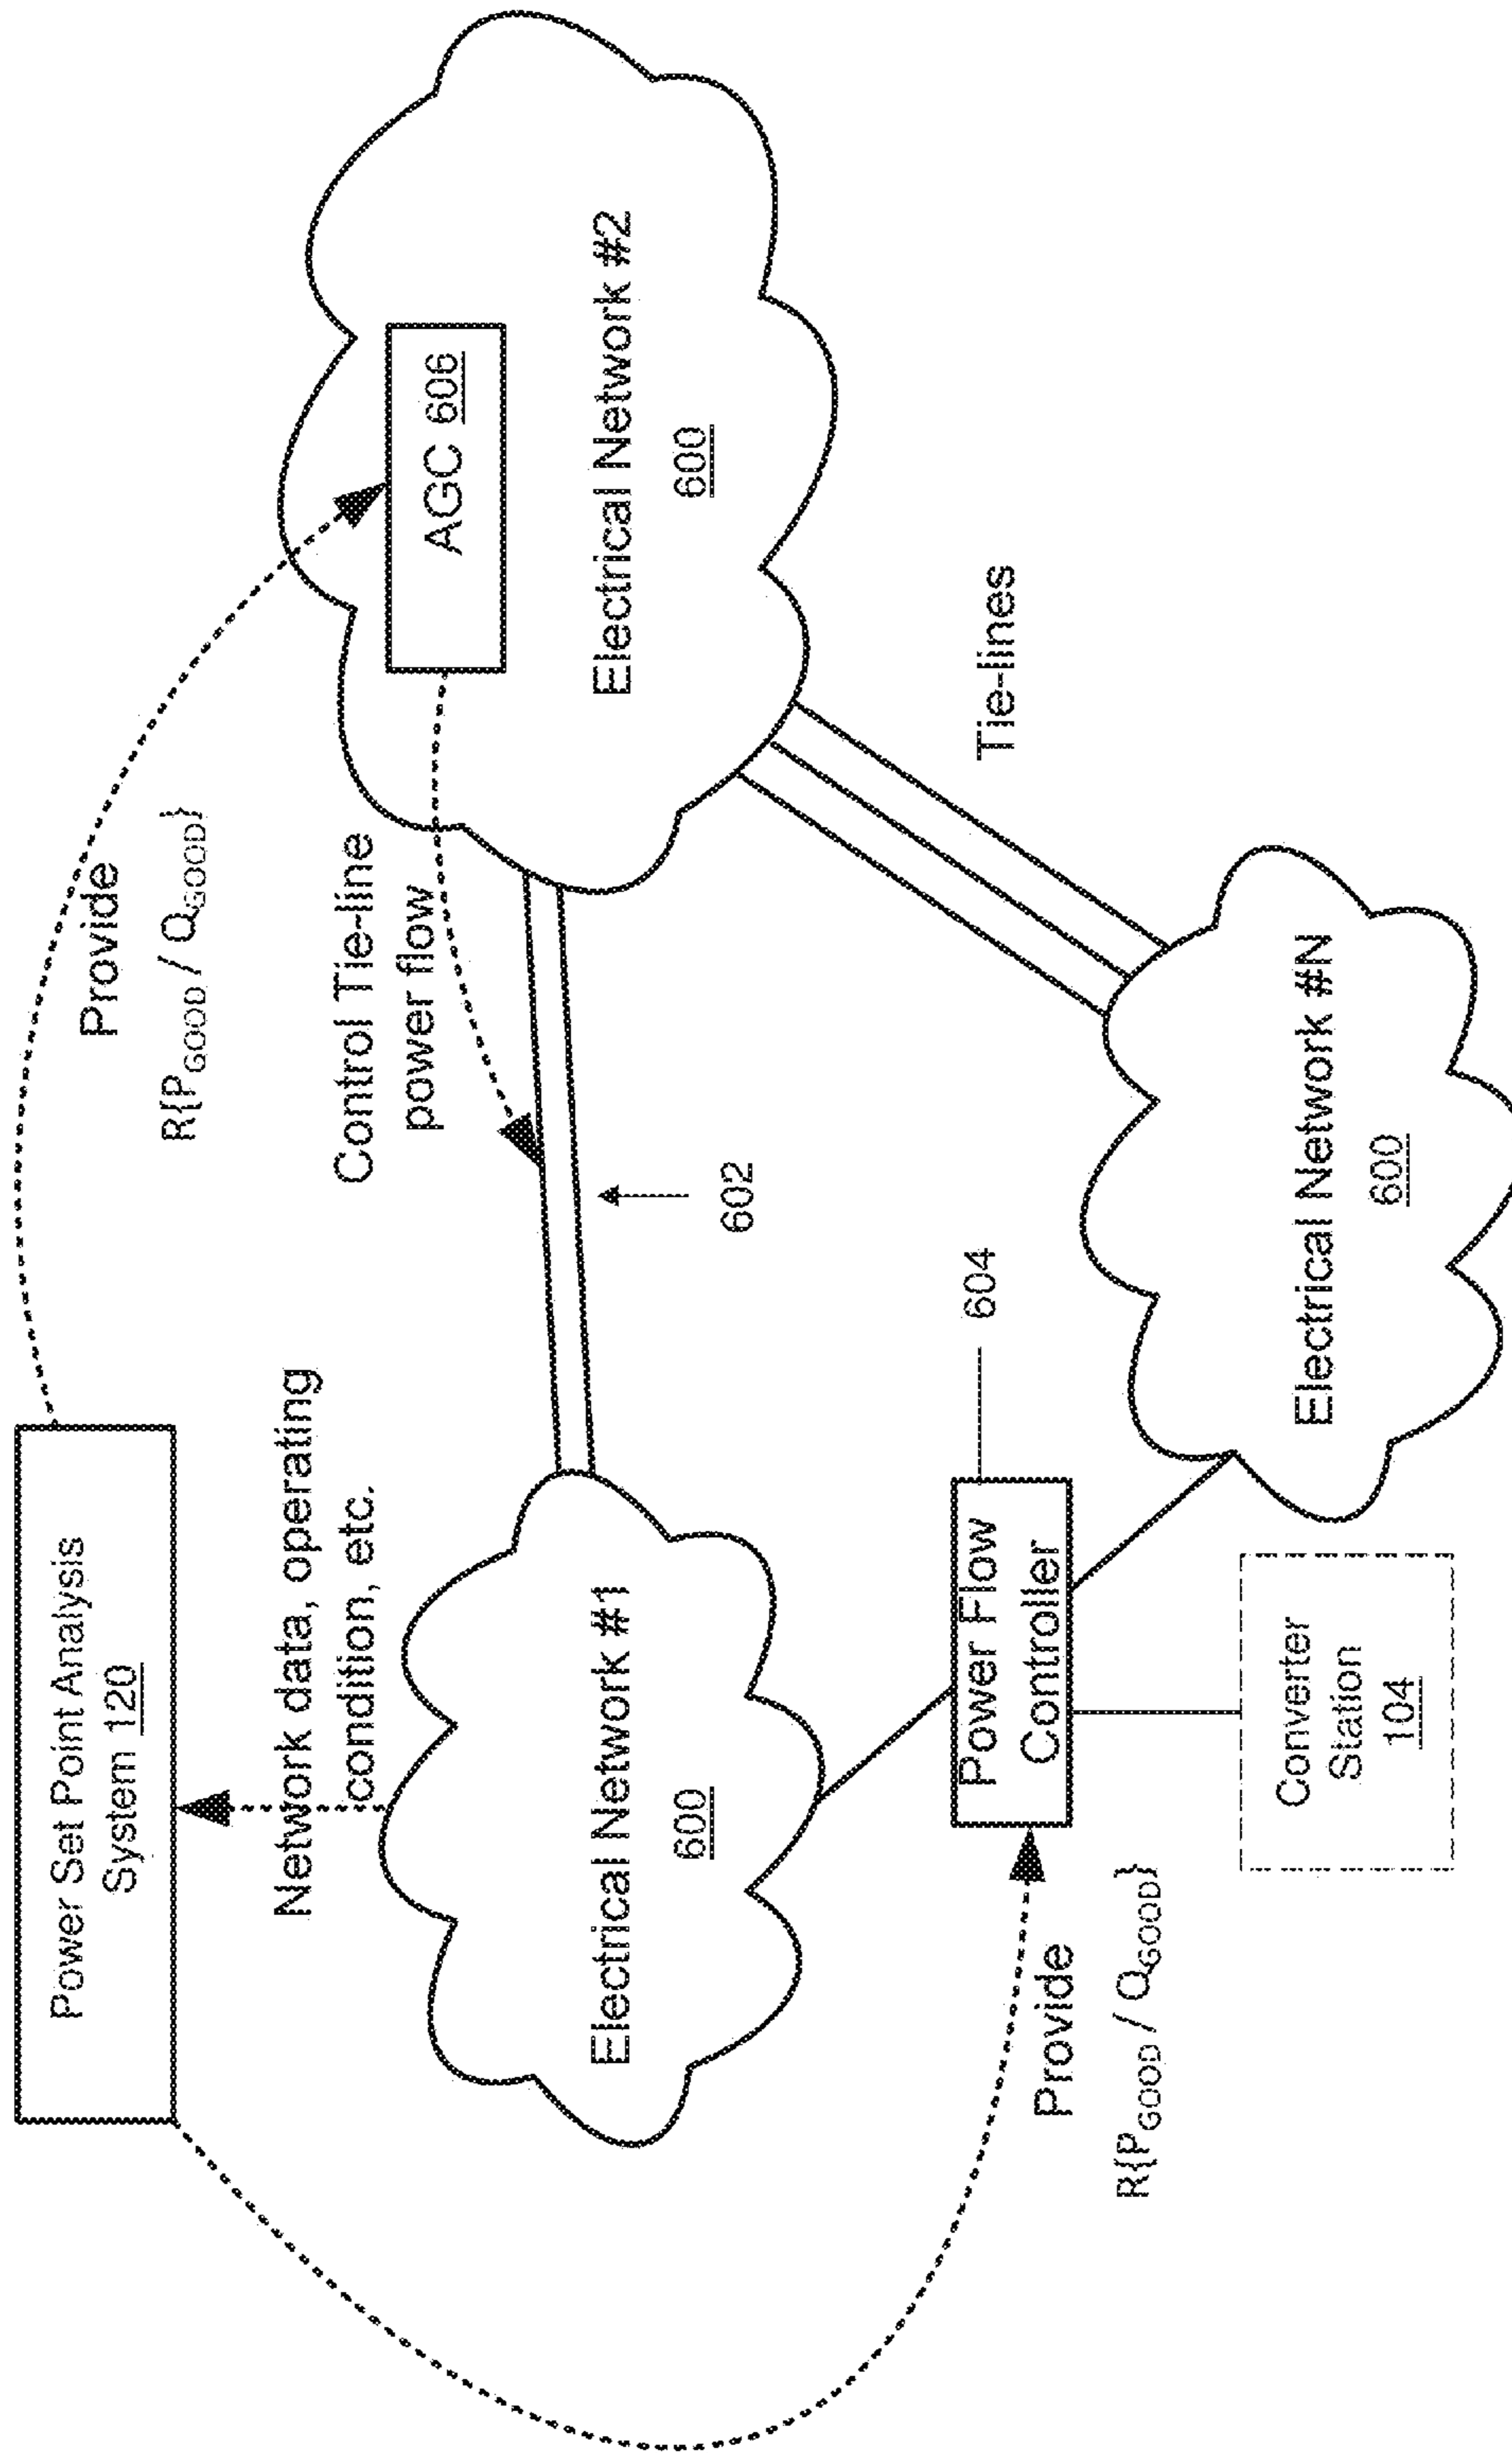 Power Set Point Analysis
System 120
Provide
R{PGOOD / QGOOD}
Network data, operating
condition, etc.
Control Tie-line
power flow
AGC 606
Electrical Network #1
600
602
Electrical Network #2
600
Power Flow
Controller
604
Tie-lines
Provide
R{PGOOD / QGOOD}
Converter
Station
104
Electrical Network #N
600